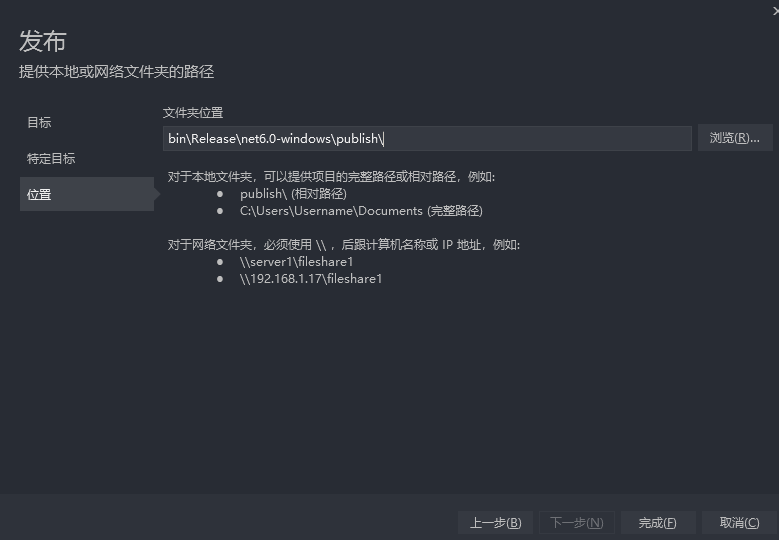 发布
提供本地或网络文件夹的路径
目标
特定目标
位置
文件夹位置
bin\Release\net6.0-windows\publish\
浏览(R)...
对于本地文件夹，可以提供项目的完整路径或相对路径，例如:
● publish\ (相对路径)
● C:\Users\Username\Documents (完整路径)
对于网络文件夹，必须使用 \\ ，后跟计算机名称或 IP 地址，例如:
● \\server1\fileshare1
● \\192.168.1.17\fileshare1
上一步(B)
下一步(N)
完成(F)
取消(C)